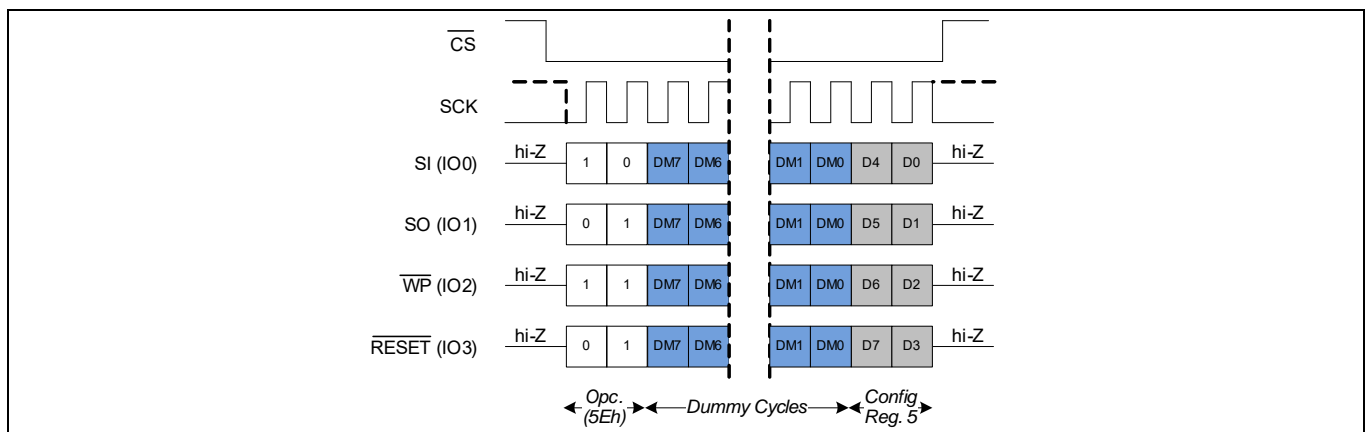 CS
SCK
SI (IO0) hi-Z 1 0 DM7 DM6 DM1 DM0 D4 D0 hi-Z
SO (IO1) hi-Z 0 1 DM7 DM6 DM1 DM0 D5 D1 hi-Z
WP (IO2) hi-Z 1 1 DM7 DM6 DM1 DM0 D6 D2 hi-Z
RESET (IO3) hi-Z 0 1 DM7 DM6 DM1 DM0 D7 D3 hi-Z
Opc. (5Eh) Dummy Cycles Config Reg. 5